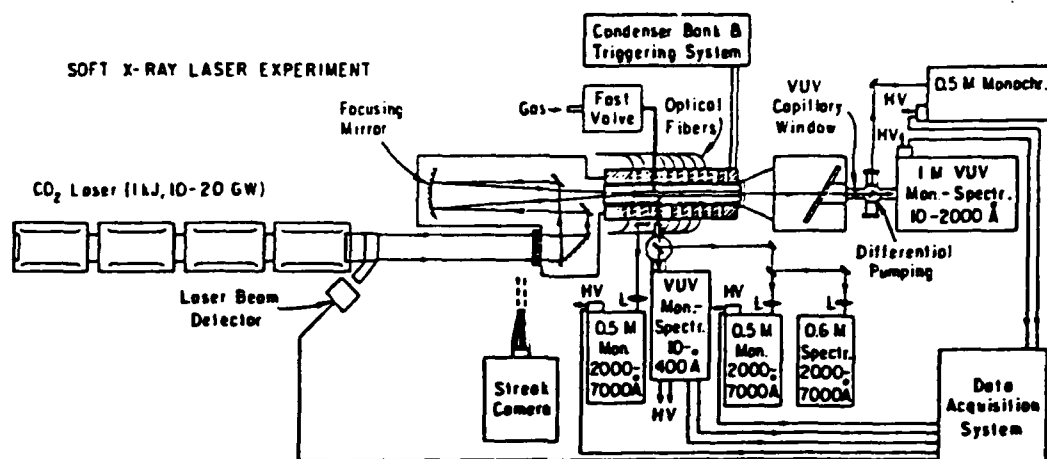 Condenser Bank &
Triggering System
SOFT X-RAY LASER EXPERIMENT
Focusing
Mirror
Gas
Fast
Valve
Optical
Fibers
VUV
Capillary
Window
HV
0.5 M Monochr.
HV
1 M VUV
Mon.-Spectr.
10-2000 Å
Differential
Pumping
CO2 Laser (1 kJ, 10-20 GW)
Laser Beam
Detector
Streak
Camera
HV
L
0.5 M
Mon.
2000-
7000Å
VUV
Mon.-
Spectr.
10-
400 Å
HV
HV
L
0.5 M
Mon.
2000-
7000Å
L
0.6 M
Spectr.
2000-
7000Å
Data
Acquisition
System